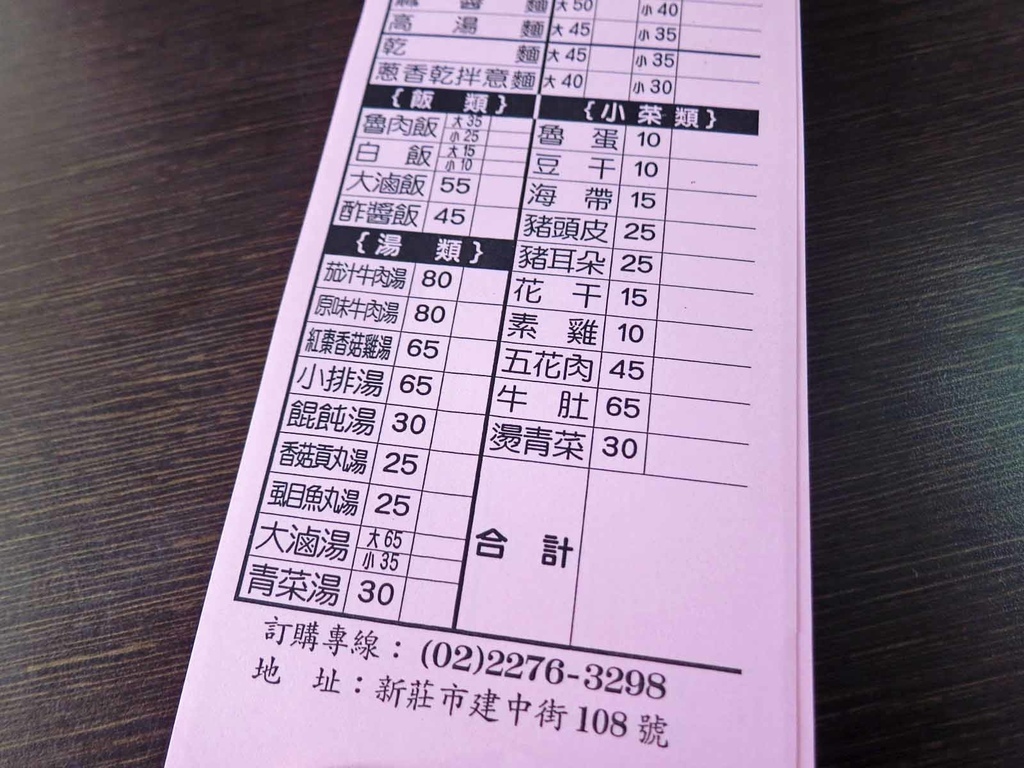 醬麵 大50 小40
高湯麵 大45 小35
乾麵 大45 小35
蔥香乾拌意麵 大40 小30
{飯類}
魯肉飯 大35 小25
白飯 大15 小10
大滷飯 55
酢醬飯 45
{湯類}
茄汁牛肉湯 80
原味牛肉湯 80
紅棗香菇雞湯 65
小排湯 65
餛飩湯 30
香菇貢丸湯 25
虱目魚丸湯 25
大滷湯 大65 小35
青菜湯 30
{小菜類}
魯蛋 10
豆干 10
海帶 15
豬頭皮 25
豬耳朵 25
花干 15
素雞 10
五花肉 45
牛肚 65
燙青菜 30
合計
訂購專線：(02)2276-3298
地址：新莊市建中街108號